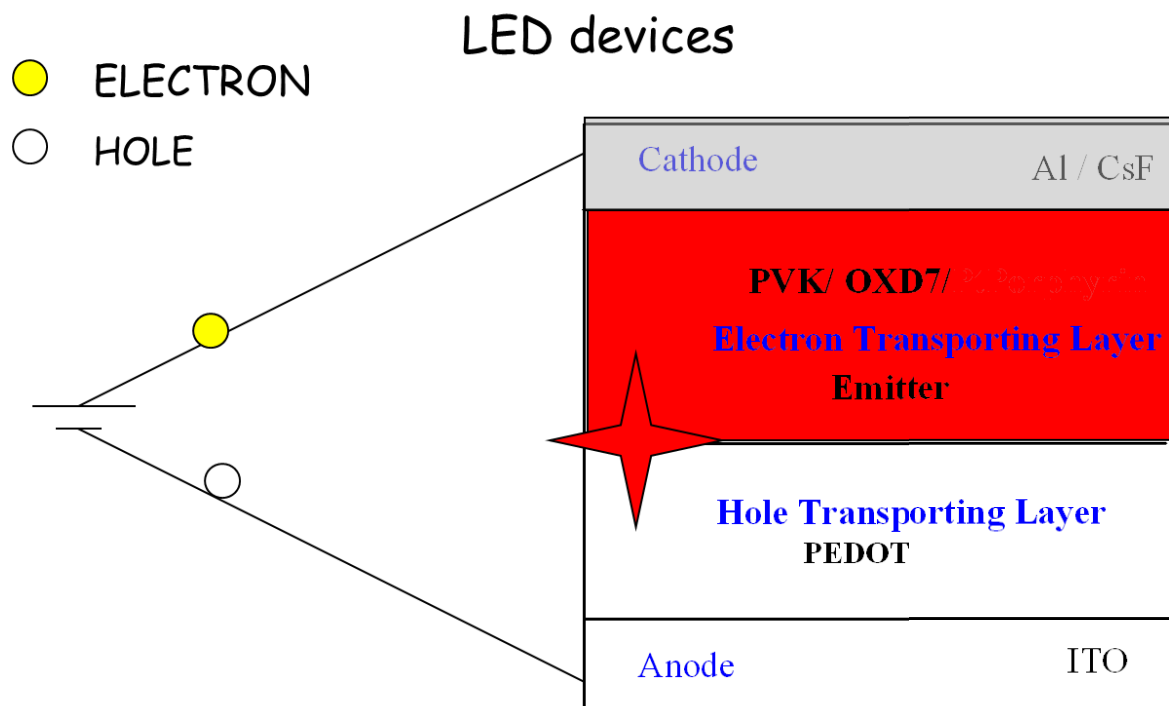 LED devices
ELECTRON
HOLE
Cathode Al / CsF
PVK/ OXD7/
Electron Transporting Layer
Emitter
Hole Transporting Layer
PEDOT
Anode ITO